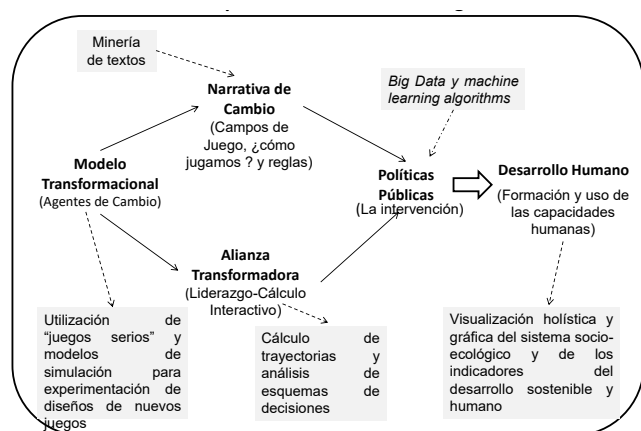 Minería
de textos
Narrativa de
Cambio
(Campos de
Juego, ¿cómo
jugamos ? y reglas)
Big Data y machine
learning algorithms
Modelo
Transformacional
(Agentes de Cambio)
Políticas
Públicas
(La intervención)
Desarrollo Humano
(Formación y uso de
las capacidades
humanas)
Alianza
Transformadora
(Liderazgo-Cálculo
Interactivo)
Utilización de
“juegos serios” y
modelos de
simulación para
experimentación de
diseños de nuevos
juegos
Cálculo de
trayectorias y
análisis de
esquemas de
decisiones
Visualización holística y
gráfica del sistema socio-
ecológico y de los
indicadores del
desarrollo sostenible y
humano